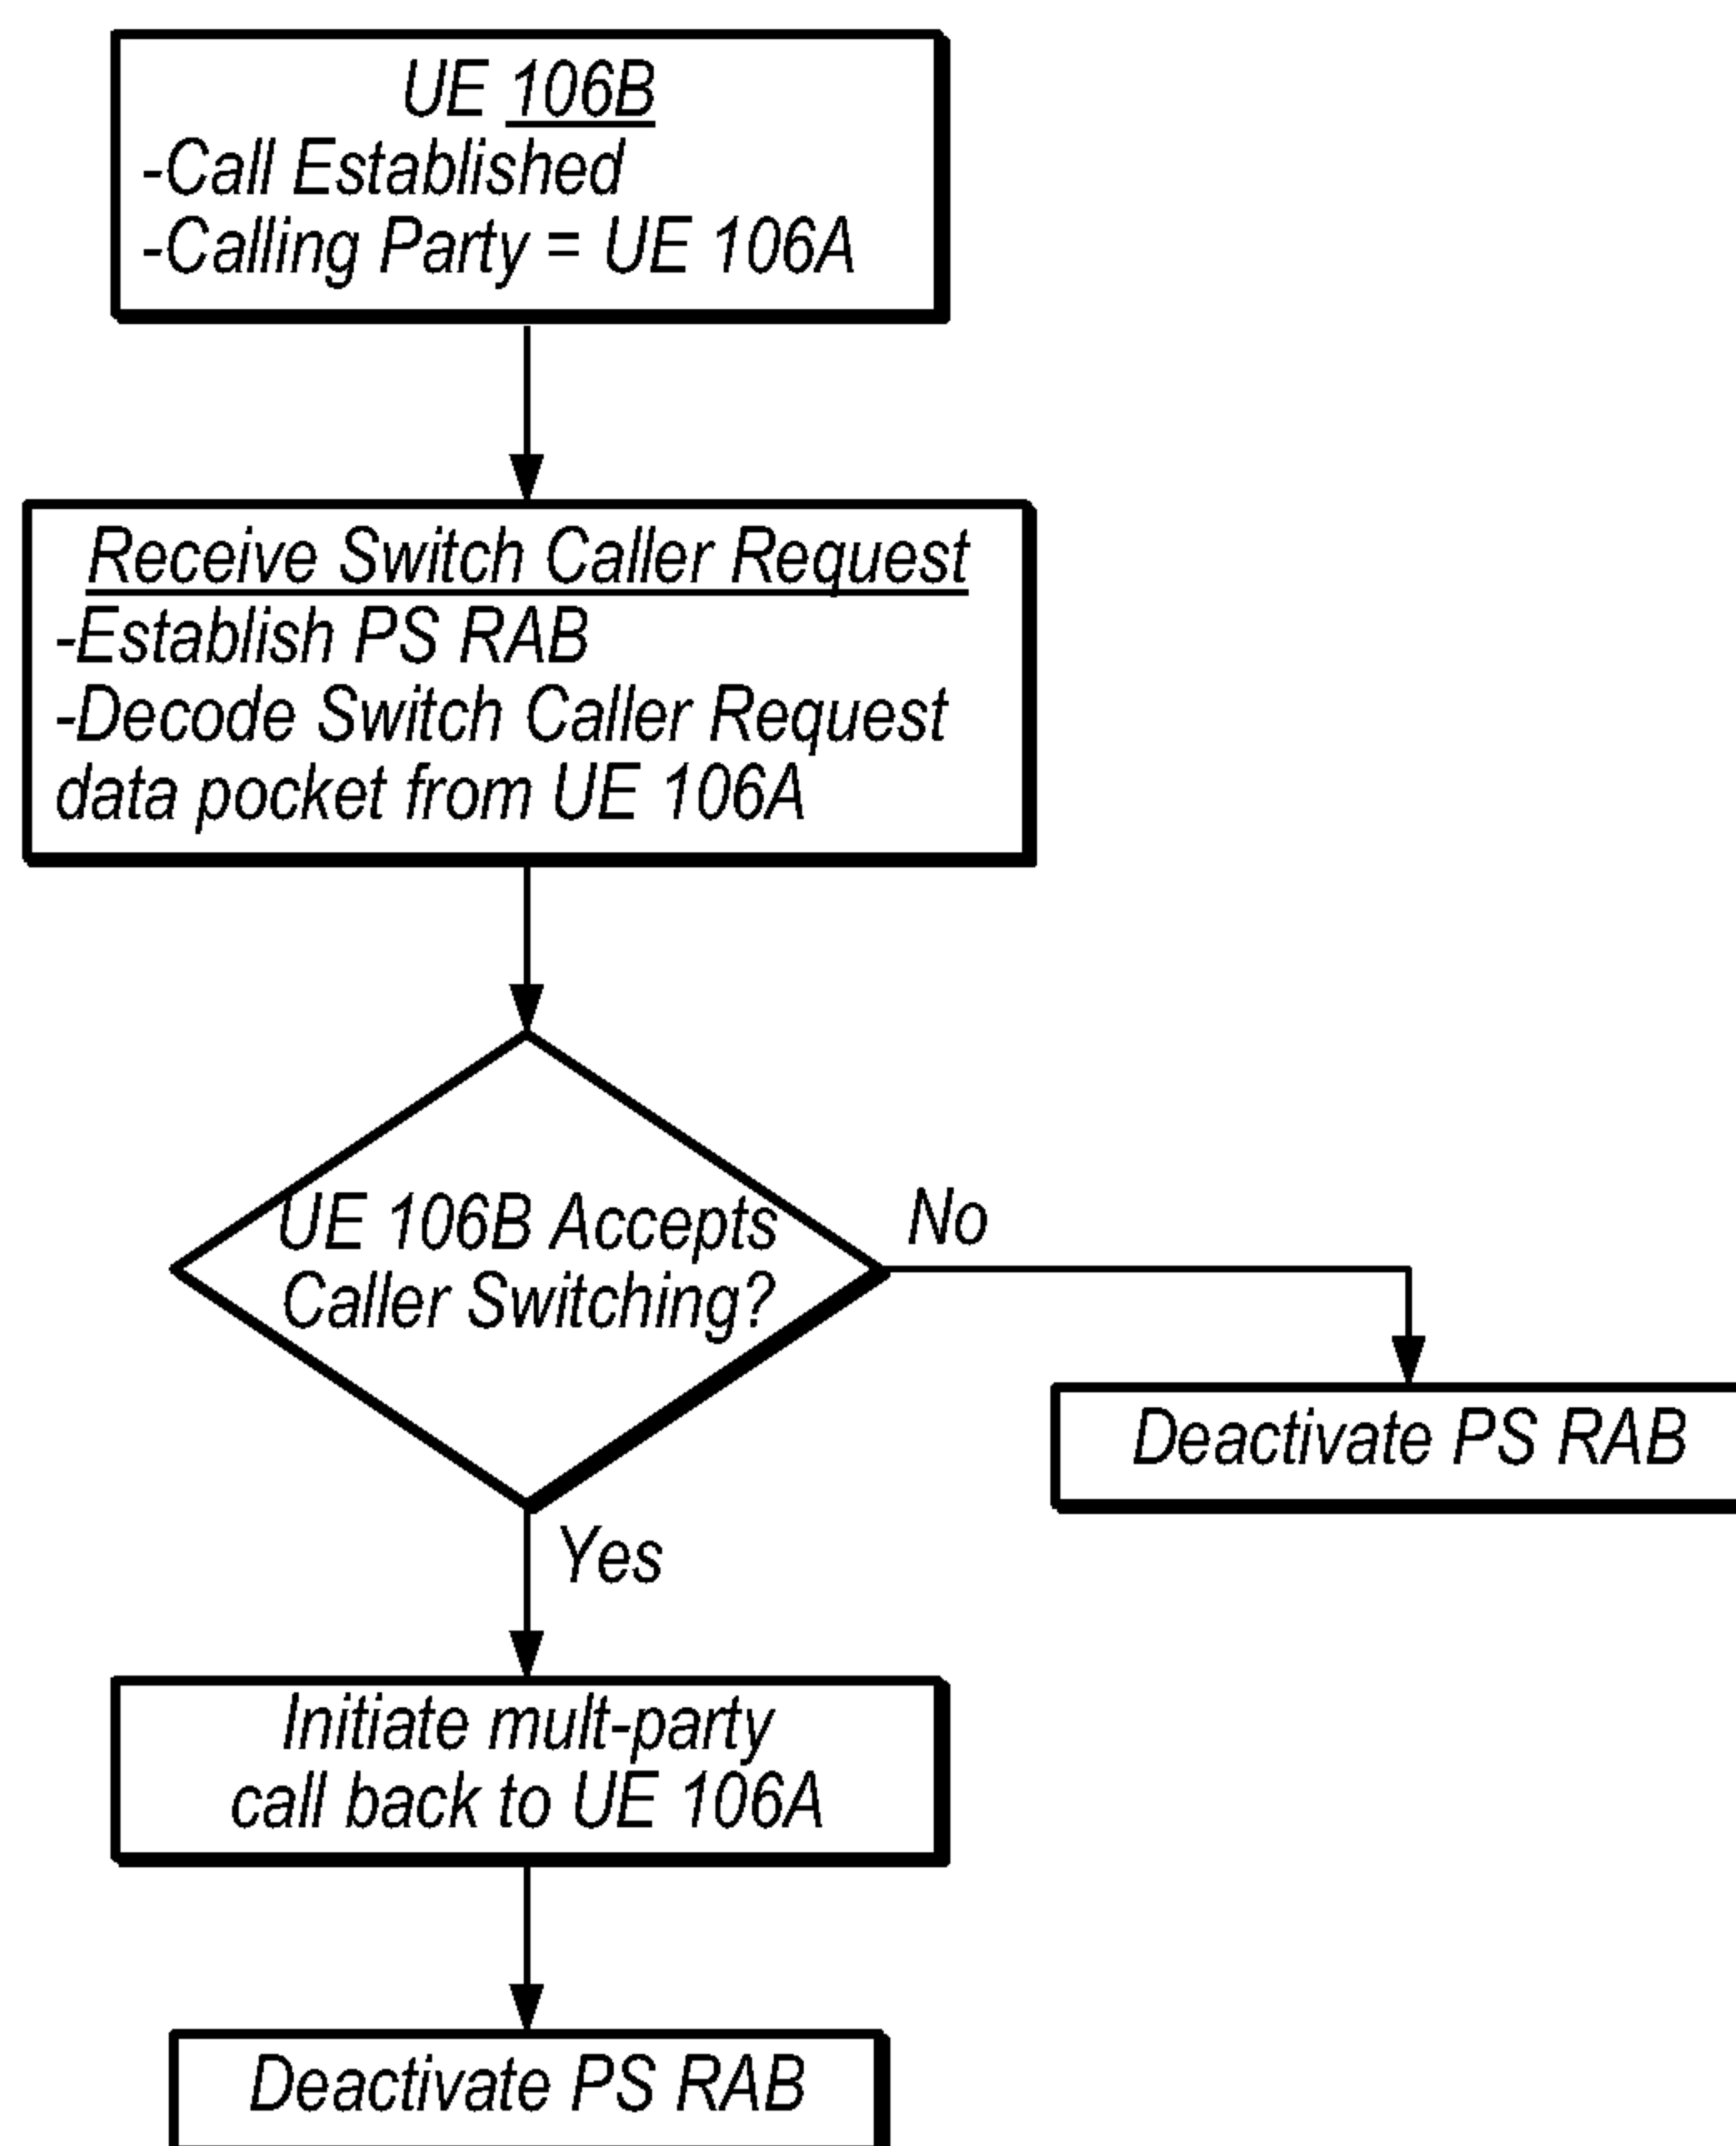 UE 106B
-Call Established
-Calling Party = UE 106A
Receive Switch Caller Request
-Establish PS RAB
-Decode Switch Caller Request
data pocket from UE 106A
UE 106B Accepts
Caller Switching?
No
Deactivate PS RAB
Yes
Initiate mult-party
call back to UE 106A
Deactivate PS RAB